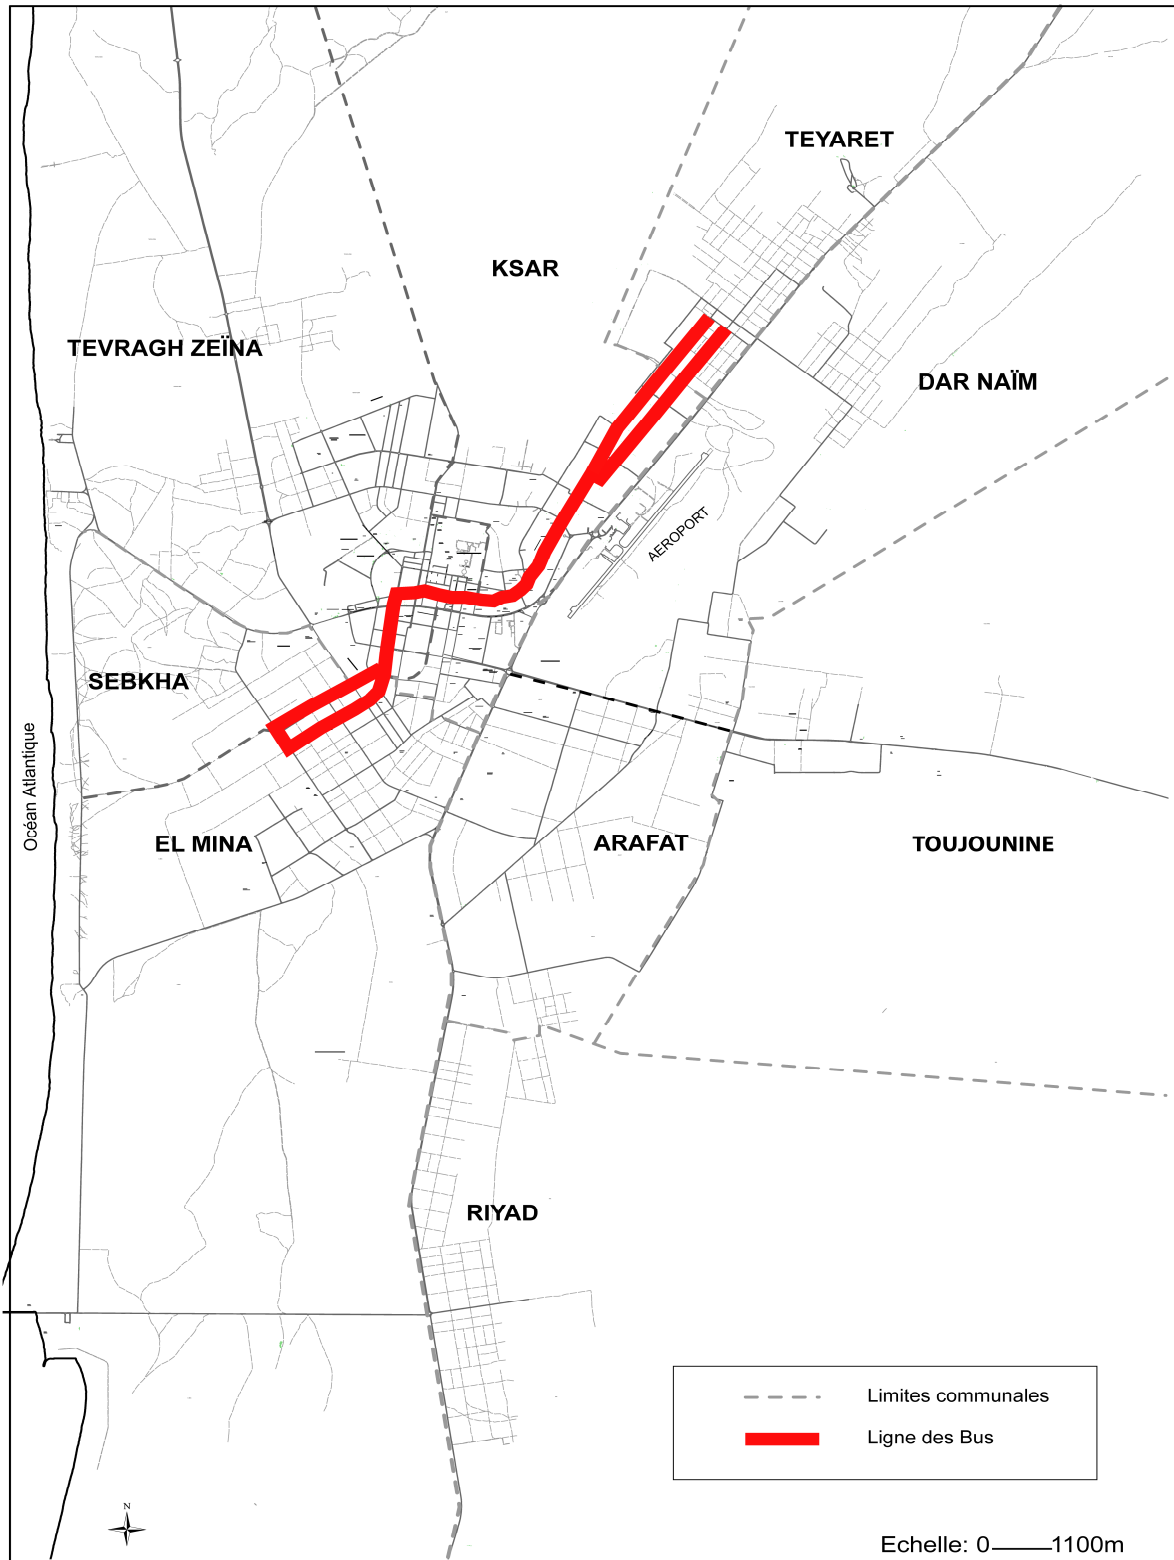 TEYARET
KSAR
TEVRAGH ZEÏNA
DAR NAÏM
AEROPORT
SEBKHA
Océan Atlantique
EL MINA
ARAFAT
TOUJOUNINE
RIYAD
Limites communales
Ligne des Bus
N
Echelle: 0 1100m